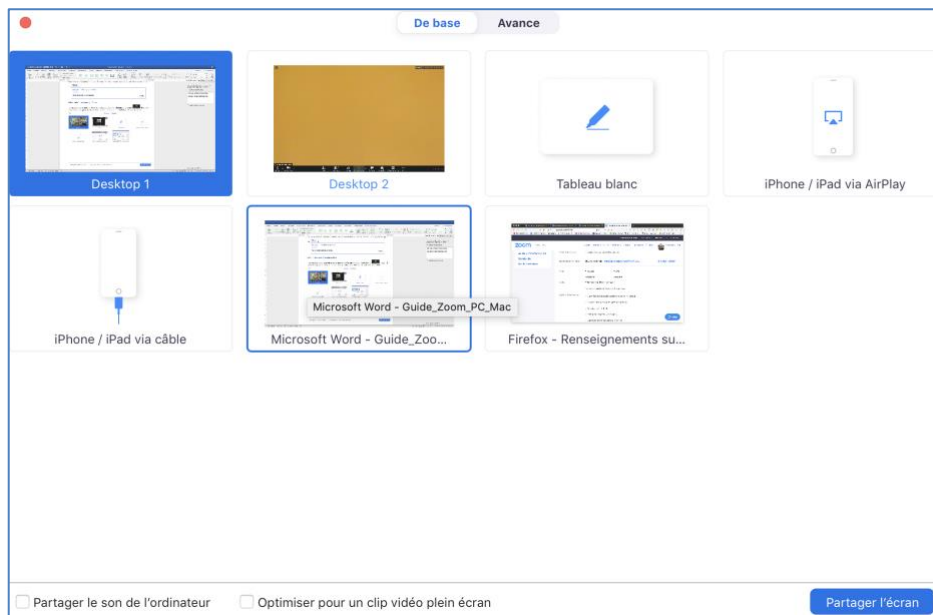 De base
Avance
Desktop 1
Desktop 2
Tableau blanc
iPhone / iPad via AirPlay
iPhone / iPad via câble
Microsoft Word - Guide_Zoo...
Microsoft Word - Guide_Zoom_PC_Mac
zoom
Firefox - Renseignements su...
Partager le son de l'ordinateur
Optimiser pour un clip vidéo plein écran
Partager l'écran